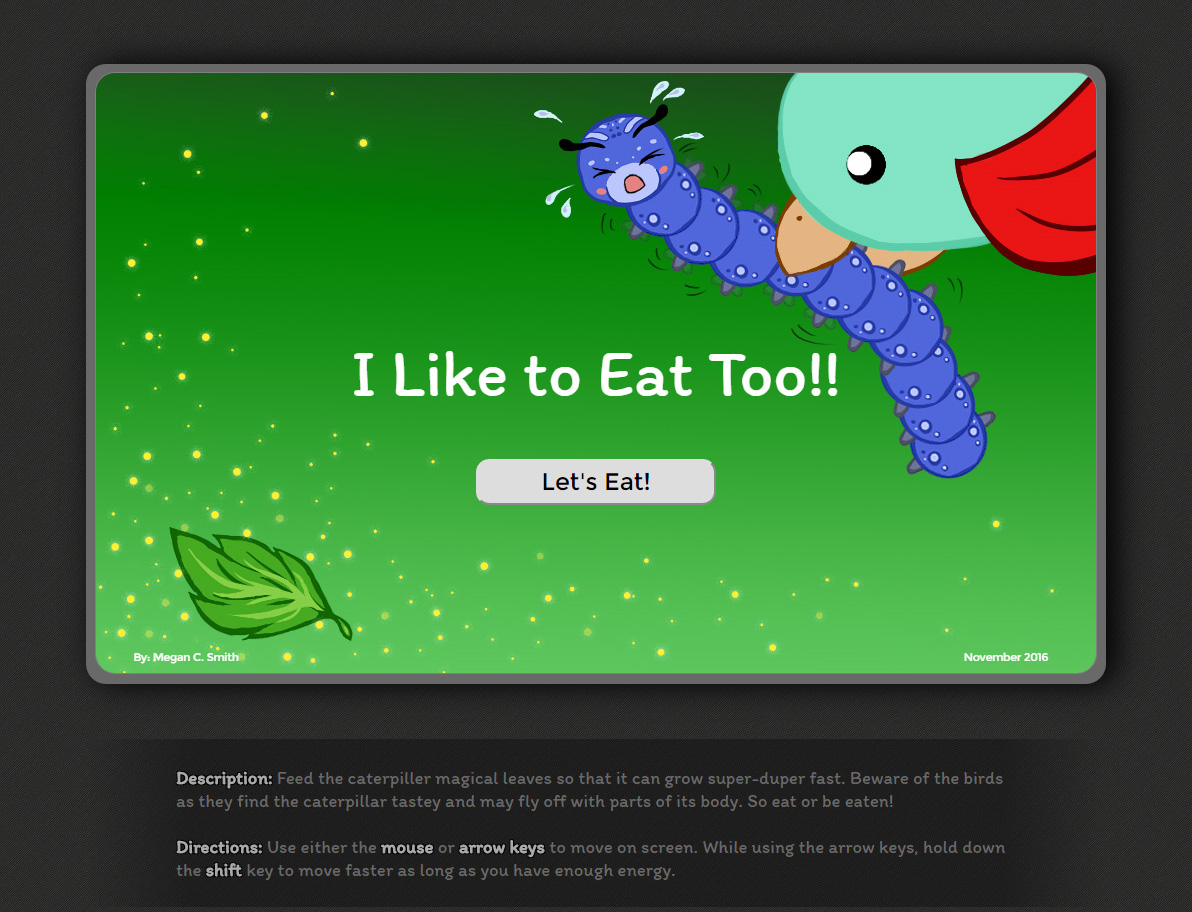 I Like to Eat Too!!
Let's Eat!
By: Megan C. Smith
November 2016
Description: Feed the caterpiller magical leaves so that it can grow super-duper fast. Beware of the birds
as they find the caterpillar tastey and may fly off with parts of its body. So eat or be eaten!
Directions: Use either the mouse or arrow keys to move on screen. While using the arrow keys, hold down
the shift key to move faster as long as you have enough energy.